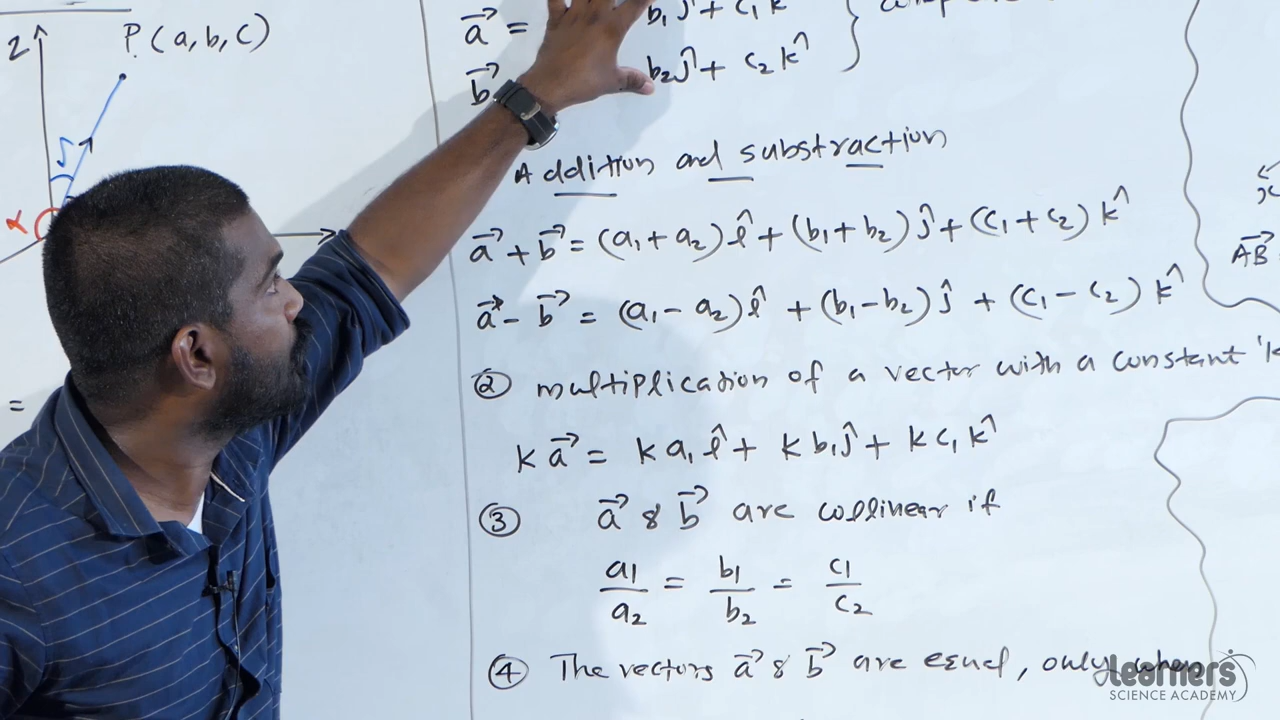 Z
P(a,b,c)
r
α
=
a⃗ =
b₁ĵ + c₁k̂
b⃗
b₂ĵ + c₂k̂
Addition and substraction
a⃗ + b⃗ = (a₁ + a₂)î + (b₁ + b₂)ĵ + (c₁ + c₂)k̂
a⃗ - b⃗ = (a₁ - a₂)î + (b₁ - b₂)ĵ + (c₁ - c₂)k̂
② multiplication of a vector with a constant 'k
k a⃗ = k a₁î + k b₁ĵ + k c₁k̂
③ a⃗ & b⃗ are collinear if
a₁/a₂ = b₁/b₂ = c₁/c₂
④ The vectors a⃗ & b⃗ are equal, only when
x
AB⃗
Learners
SCIENCE ACADEMY